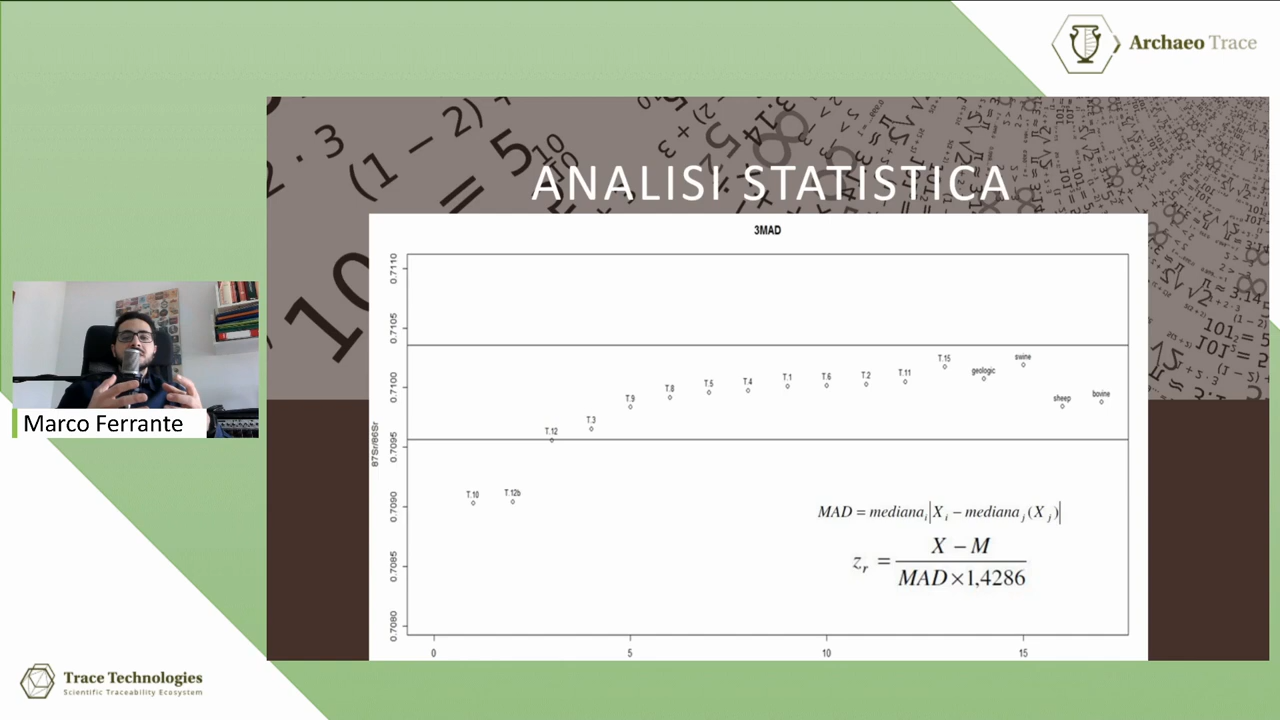 Archaeo Trace
ANALISI STATISTICA
3MAD
87Sr/86Sr
0.7110
0.7105
0.7100
0.7095
0.7090
0.7085
0.7080
T.10
T.12b
T.12
T.3
T.9
T.8
T.5
T.4
T.1
T.6
T.2
T.11
T.15
geologic
swine
sheep
bovine
MAD = mediana_i|X_i − mediana_j(X_j)|
z_r = (X − M) / (MAD×1,4286)
0 5 10 15
Marco Ferrante
Trace Technologies
Scientific Traceability Ecosystem